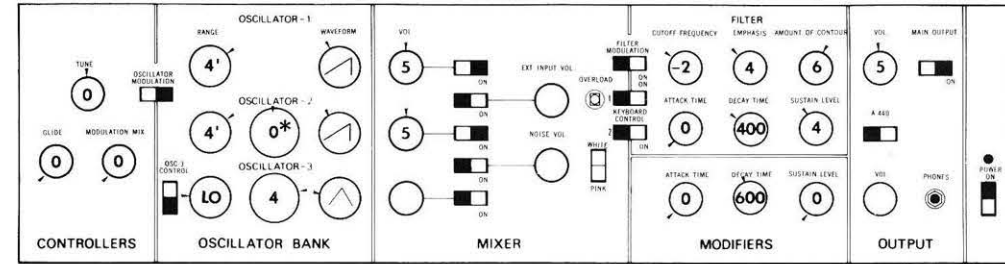 OSCILLATOR-1
RANGE
WAVEFORM
4'
TUNE
0
OSCILLATOR
MODULATION
OSCILLATOR-2
4'
0*
GLIDE
MODULATION MIX
0
0
OSC-3
CONTROL
OSCILLATOR-3
LO
4
CONTROLLERS
OSCILLATOR BANK
VOL
5
ON
EXT INPUT VOL.
OVERLOAD
ON
5
ON
NOISE VOL.
ON
WHITE
PINK
ON
MIXER
FILTER
FILTER
MODULATION
ON
ON
1
KEYBOARD
CONTROL
2
ON
CUTOFF FREQUENCY
EMPHASIS
AMOUNT OF CONTOUR
-2
4
6
ATTACK TIME
DECAY TIME
SUSTAIN LEVEL
0
400
4
ATTACK TIME
DECAY TIME
SUSTAIN LEVEL
0
600
0
MODIFIERS
VOL.
MAIN OUTPUT
5
ON
A-440
VOL
PHONES
OUTPUT
POWER
ON